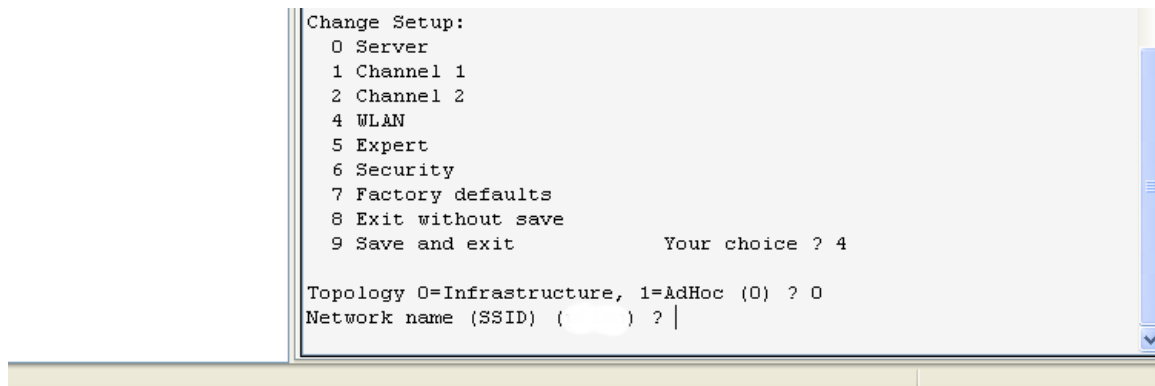 Change Setup:
0 Server
1 Channel 1
2 Channel 2
4 WLAN
5 Expert
6 Security
7 Factory defaults
8 Exit without save
9 Save and exit Your choice ? 4
Topology 0=Infrastructure, 1=AdHoc (0) ? 0
Network name (SSID) ( ) ?